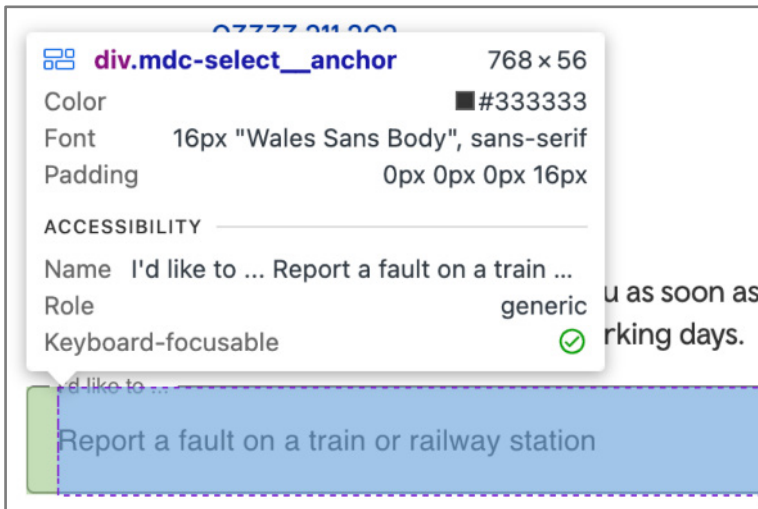 div.mdc-select__anchor 768 × 56
Color #333333
Font 16px "Wales Sans Body", sans-serif
Padding 0px 0px 0px 16px
ACCESSIBILITY
Name I'd like to ... Report a fault on a train ...
Role generic
Keyboard-focusable
u as soon as
rking days.
'd like to ...
Report a fault on a train or railway station